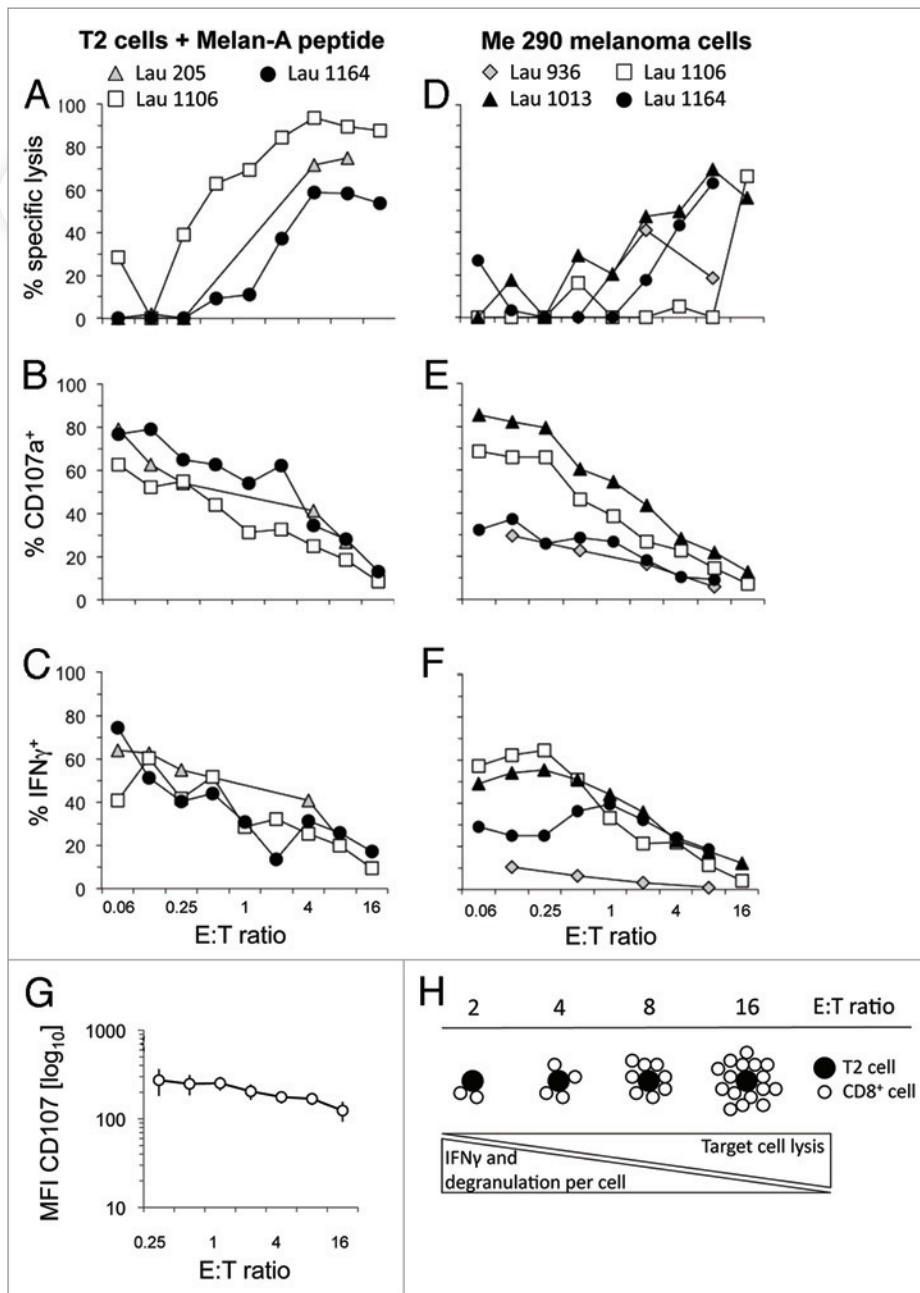 T2 cells + Melan-A peptide
Lau 205
Lau 1164
Lau 1106
Me 290 melanoma cells
Lau 936
Lau 1106
Lau 1013
Lau 1164
A
100
80
60
40
20
0
% specific lysis
D
B
100
80
60
40
20
0
% CD107a⁺
E
C
100
80
60
40
20
0
% IFNγ⁺
0.06 0.25 1 4 16
E:T ratio
F
0.06 0.25 1 4 16
E:T ratio
G
1000
100
10
MFI CD107 [log₁₀]
0.25 1 4 16
E:T ratio
H
2 4 8 16 E:T ratio
T2 cell
CD8⁺ cell
Target cell lysis
IFNγ and
degranulation per cell